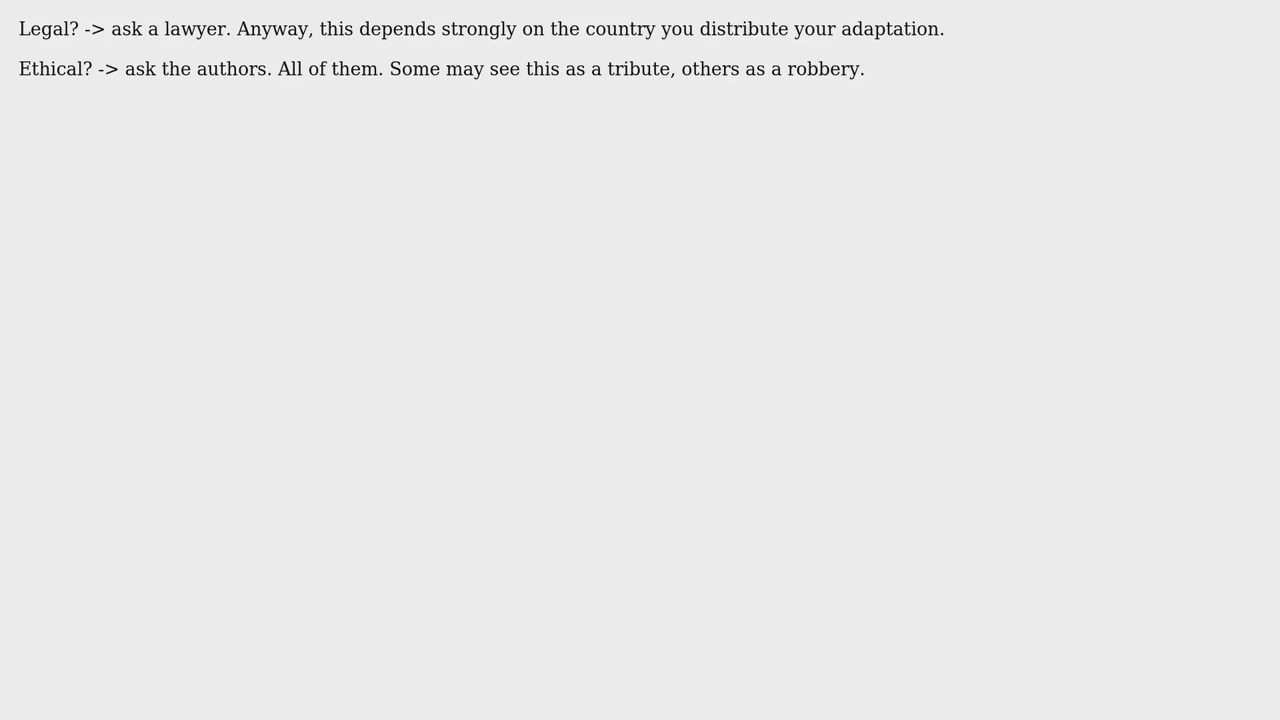 Legal? -> ask a lawyer. Anyway, this depends strongly on the country you distribute your adaptation.
Ethical? -> ask the authors. All of them. Some may see this as a tribute, others as a robbery.